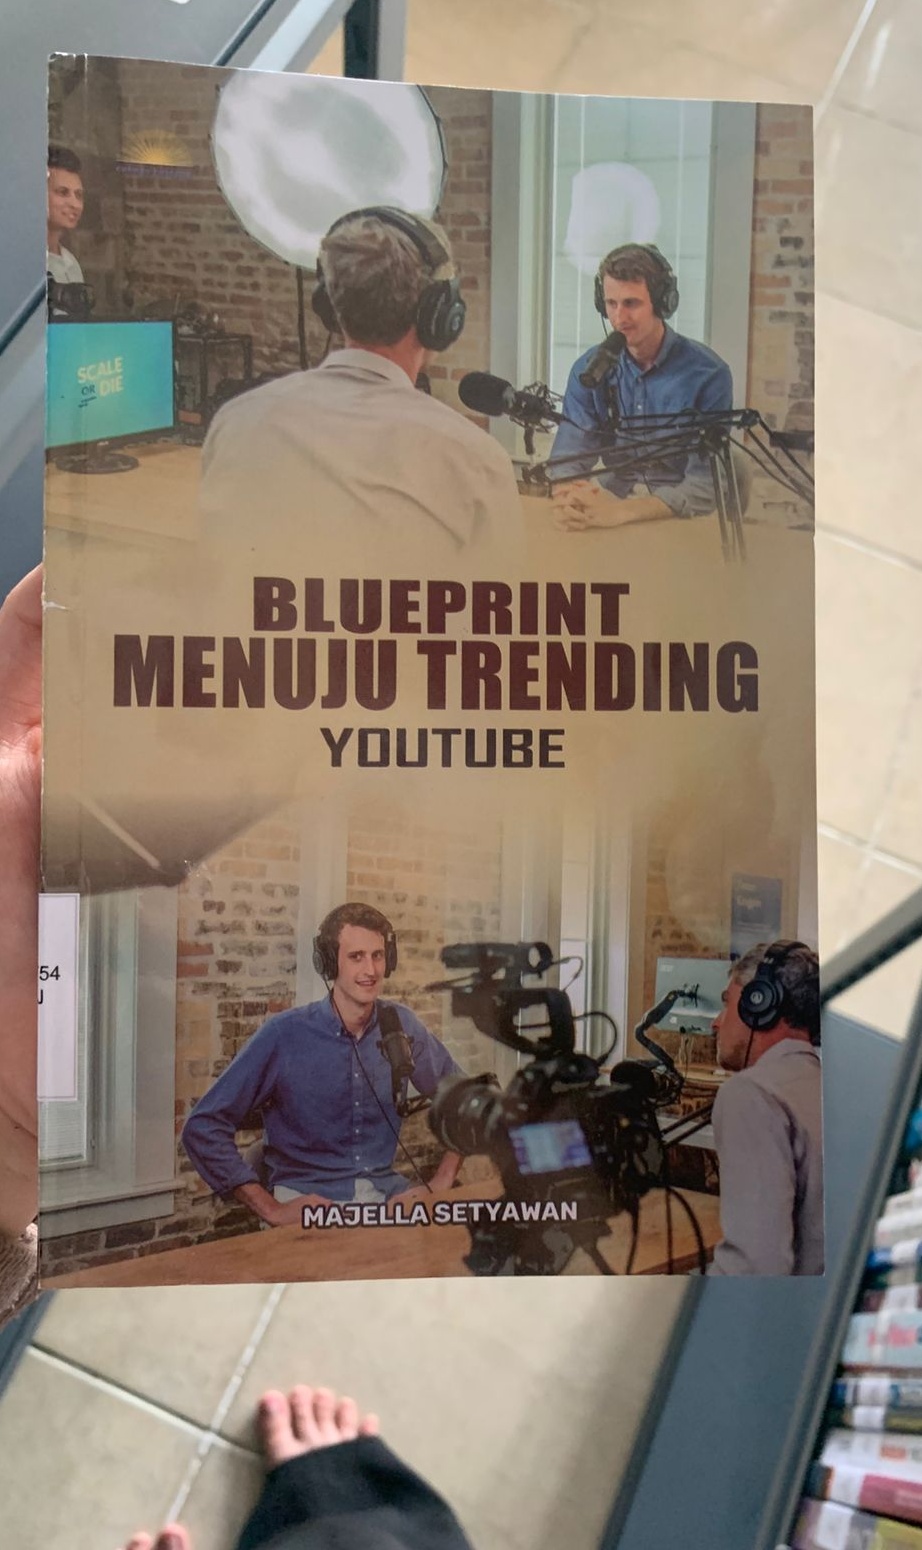 SCALE
OR DIE
BLUEPRINT
MENUJU TRENDING
YOUTUBE
54
J
MAJELLA SETYAWAN